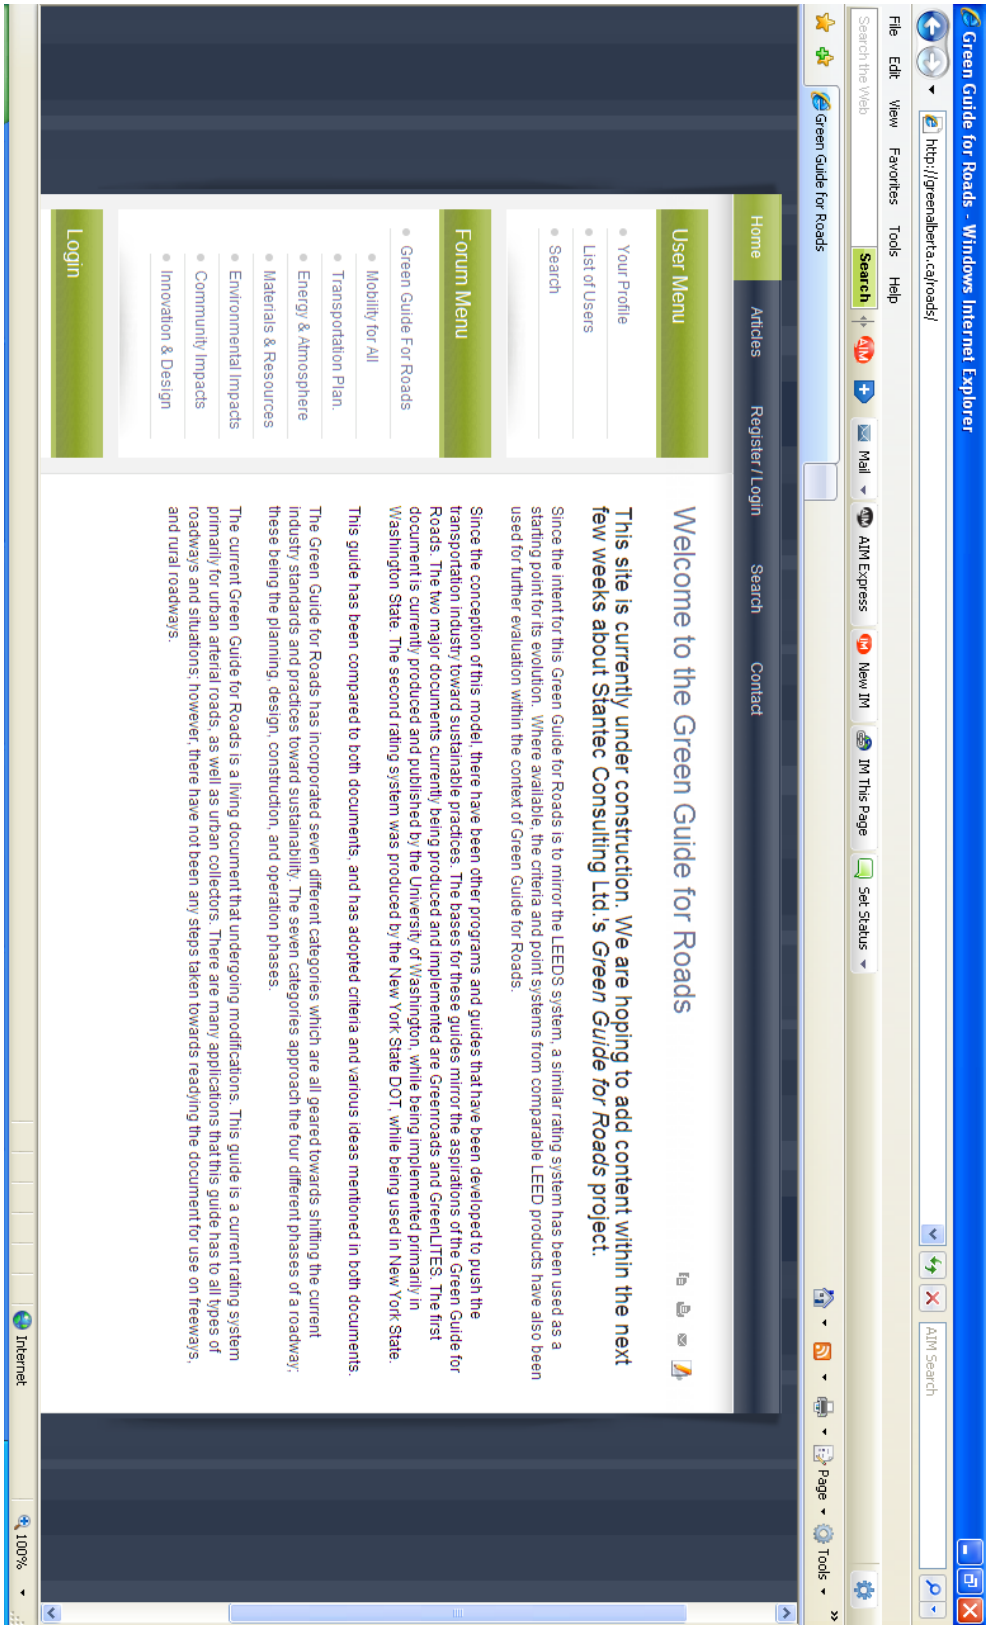 Green Guide for Roads - Windows Internet Explorer
http://greenalberta.ca/roads/
AIM Search
File Edit View Favorites Tools Help
Search the Web
Search
AIM
Mail
AIM Express
New IM
IM This Page
Set Status
Green Guide for Roads
Page
Tools
Home
Articles
Register / Login
Search
Contact
User Menu
Your Profile
List of Users
Search
Forum Menu
Green Guide For Roads
Mobility for All
Transportation Plan.
Energy & Atmosphere
Materials & Resources
Environmental Impacts
Community Impacts
Innovation & Design
Login
Welcome to the Green Guide for Roads
This site is currently under construction. We are hoping to add content within the next
few weeks about Stantec Consulting Ltd.'s Green Guide for Roads project.
Since the intent for this Green Guide for Roads is to mirror the LEEDS system, a similar rating system has been used as a
starting point for its evolution. Where available, the criteria and point systems from comparable LEED products have also been
used for further evaluation within the context of Green Guide for Roads.
Since the conception of this model, there have been other programs and guides that have been developed to push the
transportation industry toward sustainable practices. The bases for these guides mirror the aspirations of the Green Guide for
Roads. The two major documents currently being produced and implemented are Greenroads and GreenLITES. The first
document is currently produced and published by the University of Washington, while being implemented primarily in
Washington State. The second rating system was produced by the New York State DOT, while being used in New York State.
This guide has been compared to both documents, and has adopted criteria and various ideas mentioned in both documents.
The Green Guide for Roads has incorporated seven different categories which are all geared towards shifting the current
industry standards and practices toward sustainability. The seven categories approach the four different phases of a roadway;
these being the planning, design, construction, and operation phases.
The current Green Guide for Roads is a living document that undergoing modifications. This guide is a current rating system
primarily for urban arterial roads, as well as urban collectors. There are many applications that this guide has to all types of
roadways and situations; however, there have not been any steps taken towards readying the document for use on freeways,
and rural roadways.
Internet
100%